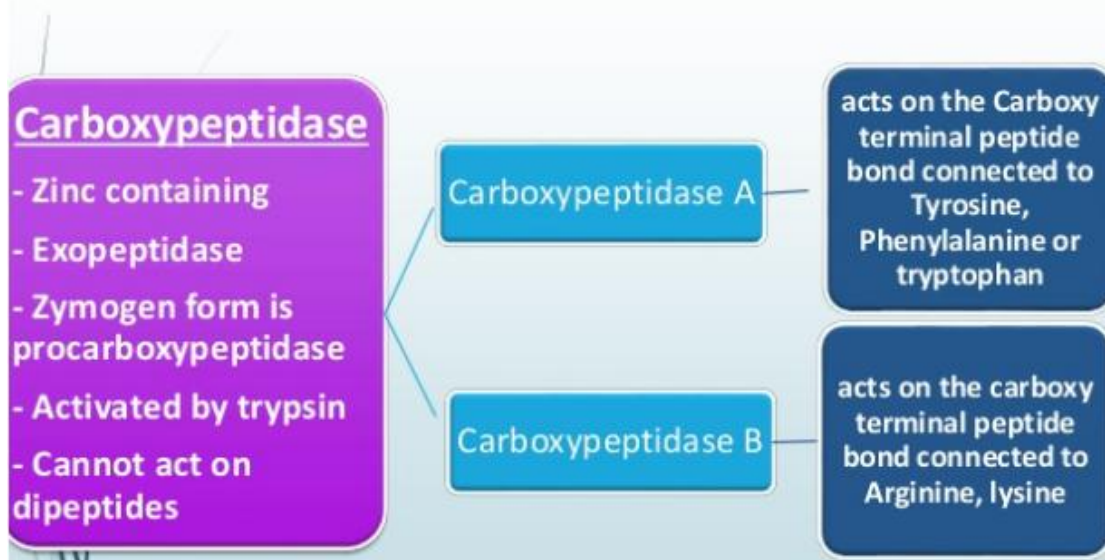 Carboxypeptidase
- Zinc containing
- Exopeptidase
- Zymogen form is
procarboxypeptidase
- Activated by trypsin
- Cannot act on
dipeptides
Carboxypeptidase A
acts on the Carboxy
terminal peptide
bond connected to
Tyrosine,
Phenylalanine or
tryptophan
Carboxypeptidase B
acts on the carboxy
terminal peptide
bond connected to
Arginine, lysine